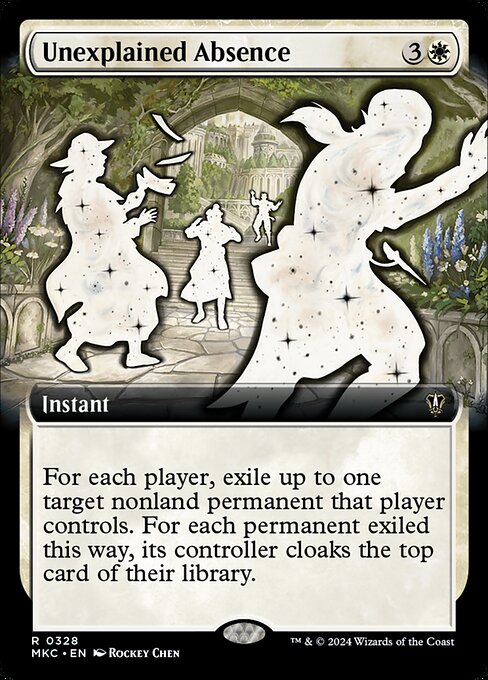 Unexplained Absence 3
Instant
For each player, exile up to one
target nonland permanent that player
controls. For each permanent exiled
this way, its controller cloaks the top
card of their library.
R 0328
MKC • EN Rockey Chen
™ & © 2024 Wizards of the Coast